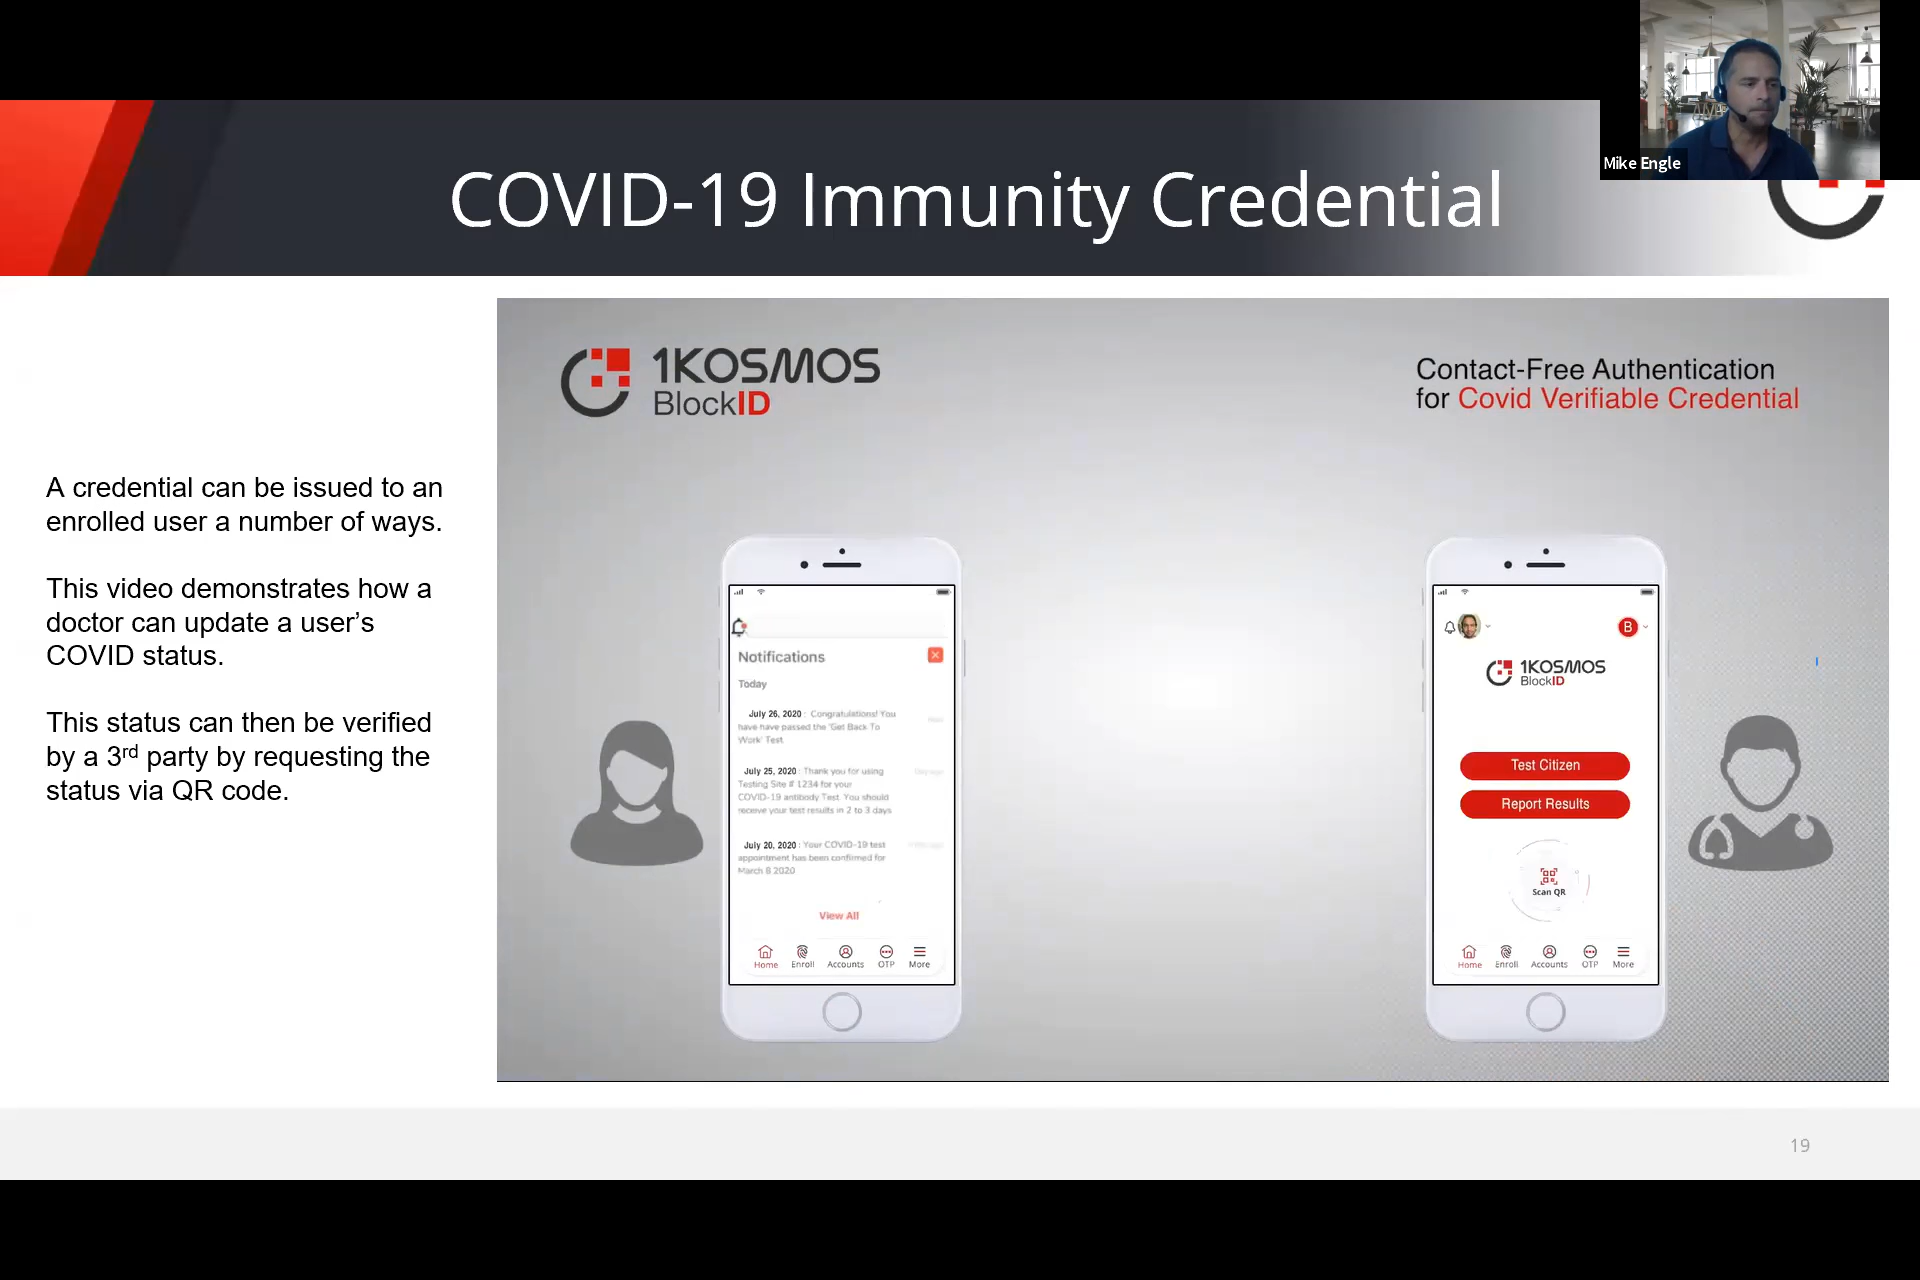 Mike Engle
COVID-19 Immunity Credential
A credential can be issued to an
enrolled user a number of ways.
This video demonstrates how a
doctor can update a user's
COVID status.
This status can then be verified
by a 3rd party by requesting the
status via QR code.
1KOSMOS
BlockID
Contact-Free Authentication
for Covid Verifiable Credential
Notifications
Today
July 26, 2020 : Congratulations! You
have have passed the 'Get Back To
Work' Test
July 25, 2020 : Thank you for using
Testing Site # 1234 for your
COVID-19 antibody Test. You should
receive your test results in 2 to 3 days
July 20, 2020 : Your COVID-19 test
appointment has been confirmed for
March 8 2020
View All
Home Enroll Accounts OTP More
B
1KOSMOS
BlockID
Test Citizen
Report Results
Scan QR
Home Enroll Accounts OTP More
19